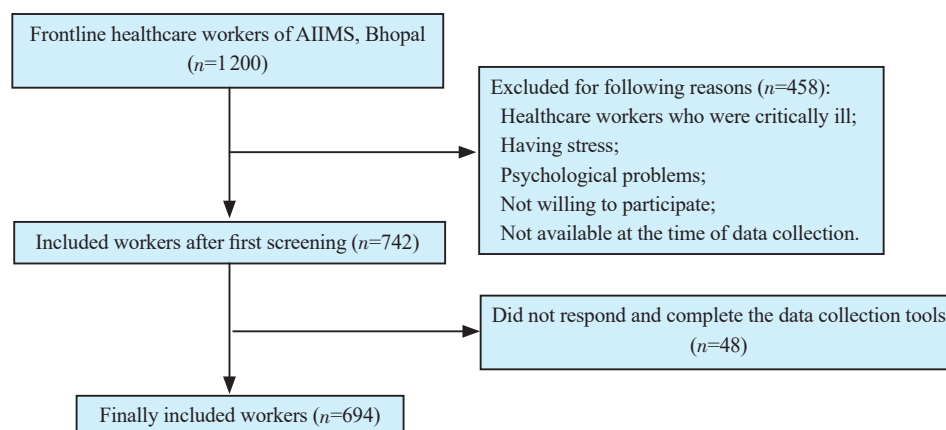 Frontline healthcare workers of AIIMS, Bhopal
(n=1 200)
Excluded for following reasons (n=458):
Healthcare workers who were critically ill;
Having stress;
Psychological problems;
Not willing to participate;
Not available at the time of data collection.
Included workers after first screening (n=742)
Did not respond and complete the data collection tools
(n=48)
Finally included workers (n=694)